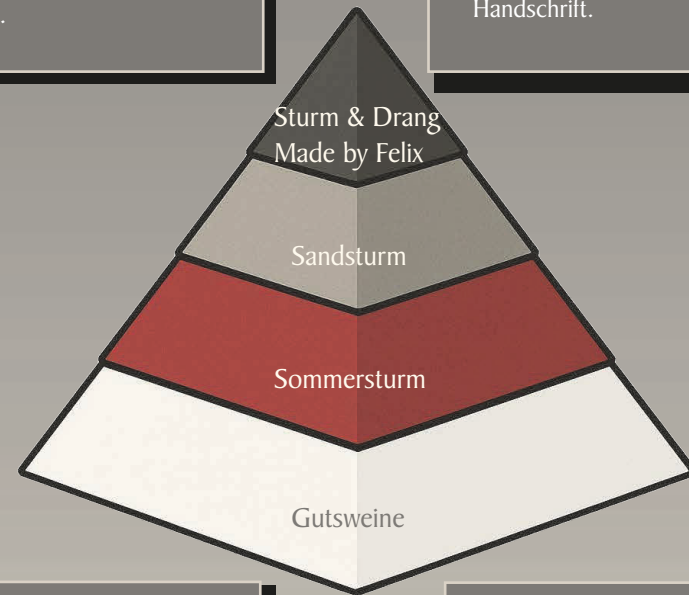 .
Handschrift.
Sturm & Drang
Made by Felix
Sandsturm
Sommersturm
Gutsweine